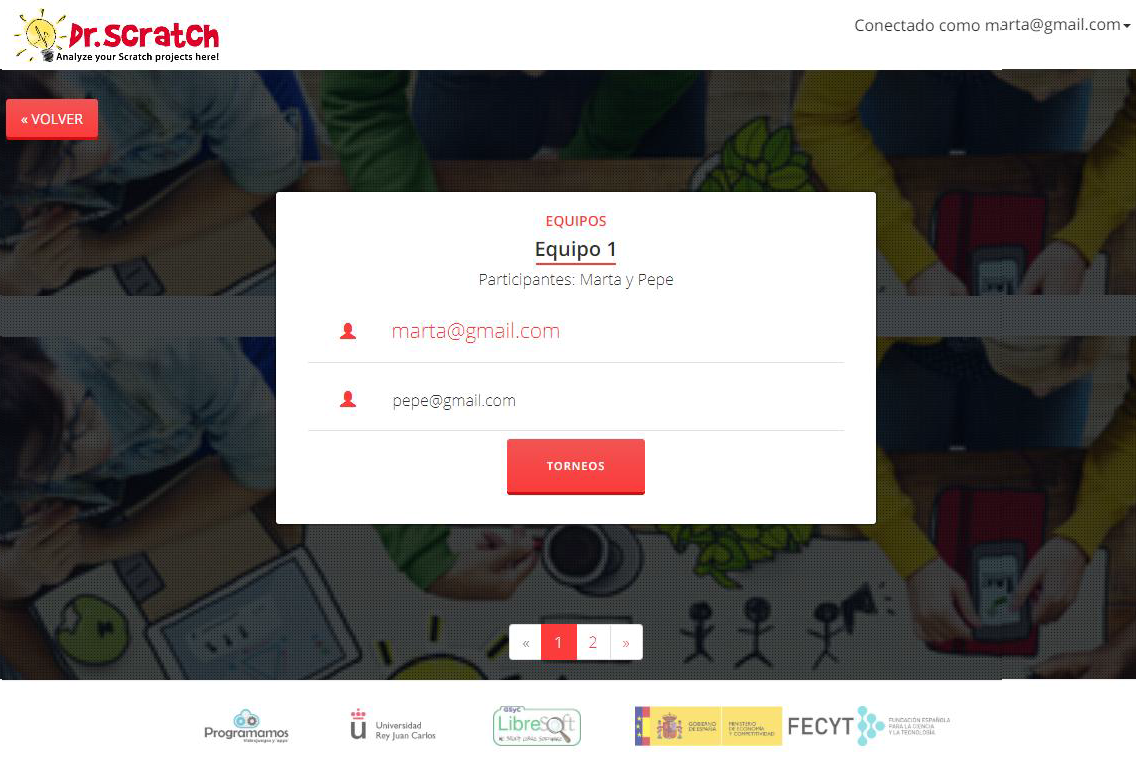 Dr.Scratch
Analyze your Scratch projects here!
Conectado como marta@gmail.com
« VOLVER
EQUIPOS
Equipo 1
Participantes: Marta y Pepe
marta@gmail.com
pepe@gmail.com
TORNEOS
« 1 2 »
Programamos
videojuegos y apps
Universidad
Rey Juan Carlos
GSyC
LibreSoft
GOBIERNO
DE ESPAÑA
MINISTERIO
DE ECONOMÍA
Y COMPETITIVIDAD
FECYT
FUNDACIÓN ESPAÑOLA
PARA LA CIENCIA
Y LA TECNOLOGÍA